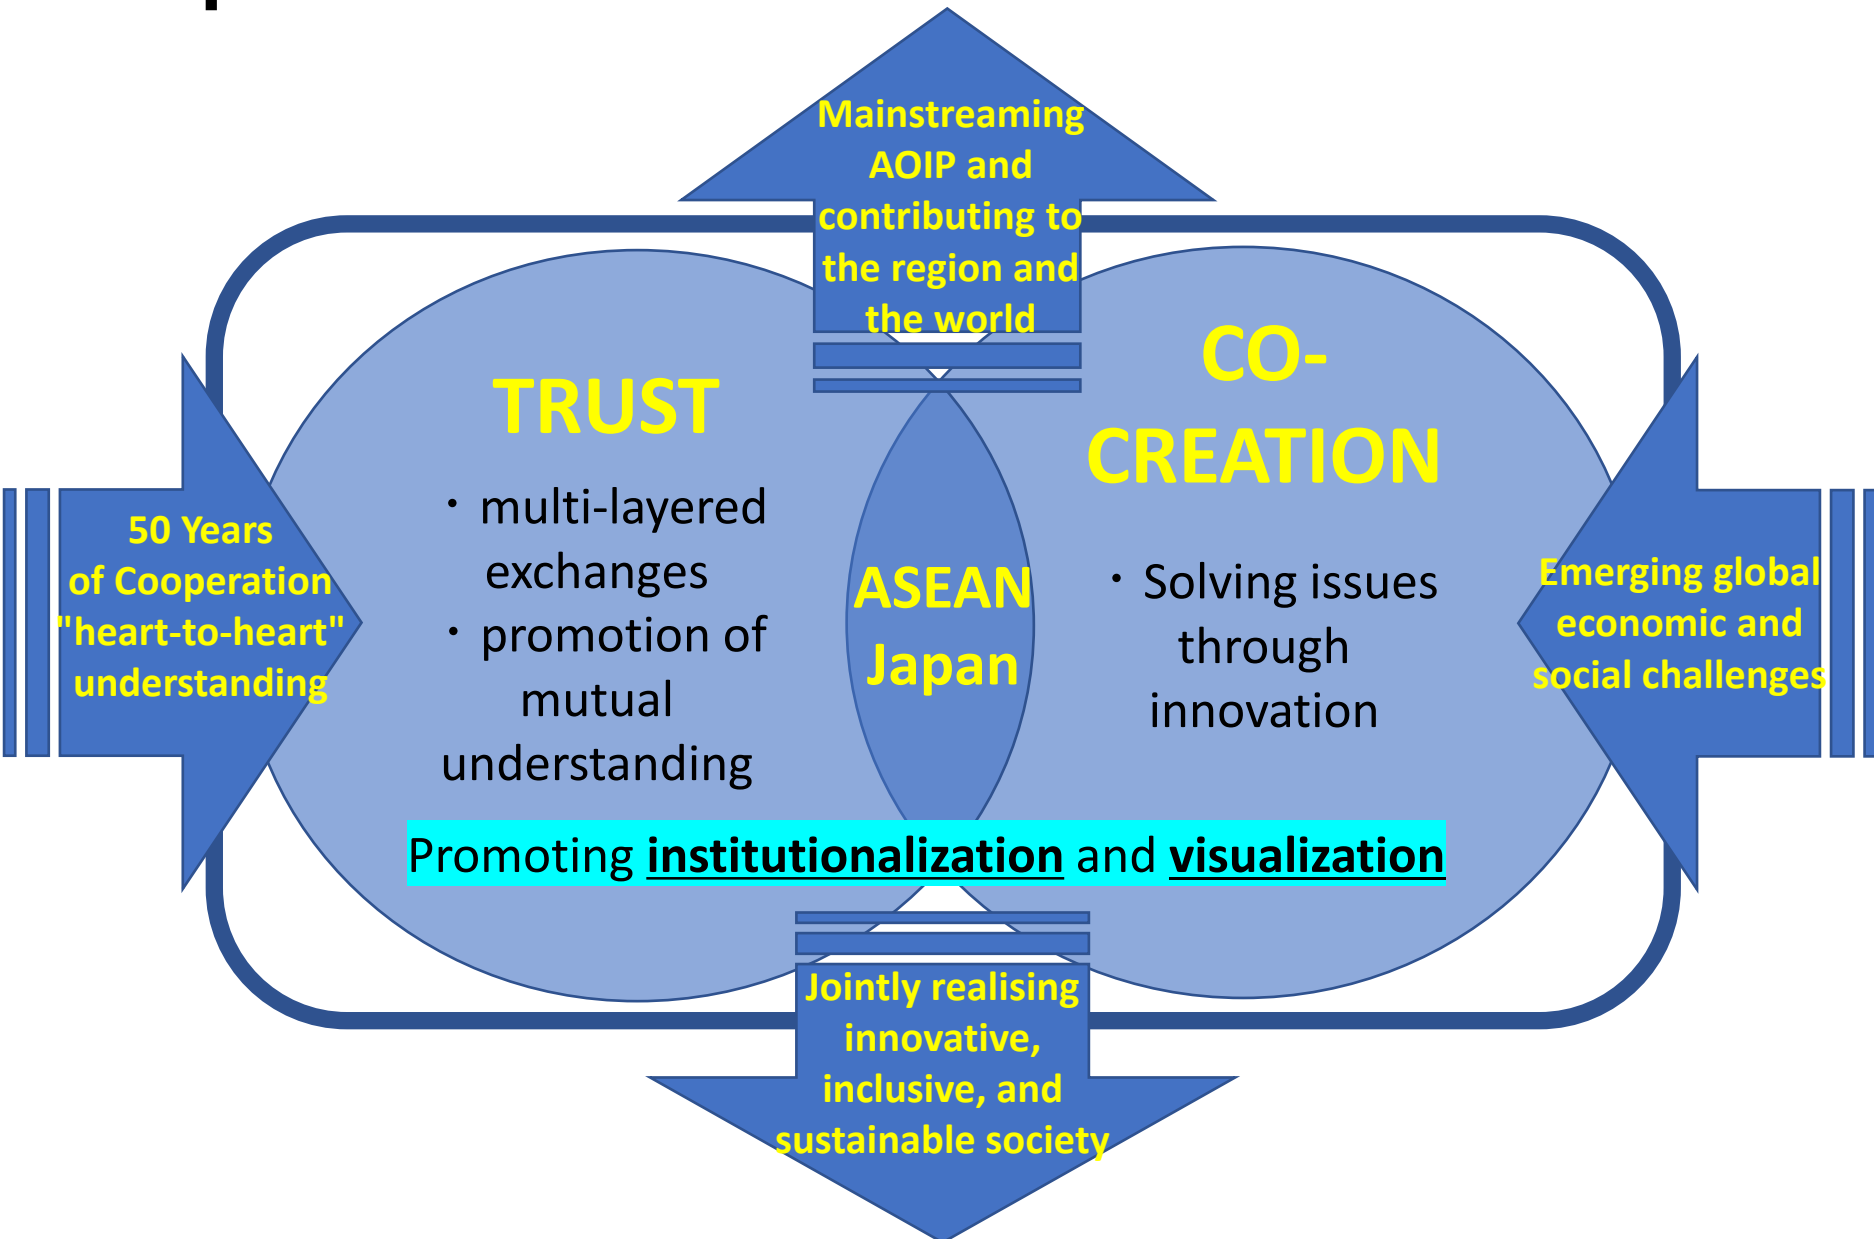 Mainstreaming
AOIP and
contributing to
the region and
the world
TRUST
・multi-layered
exchanges
・promotion of
mutual
understanding
CO-
CREATION
・Solving issues
through
innovation
ASEAN
Japan
50 Years
of Cooperation
"heart-to-heart"
understanding
Emerging global
economic and
social challenges
Promoting institutionalization and visualization
Jointly realising
innovative,
inclusive, and
sustainable society